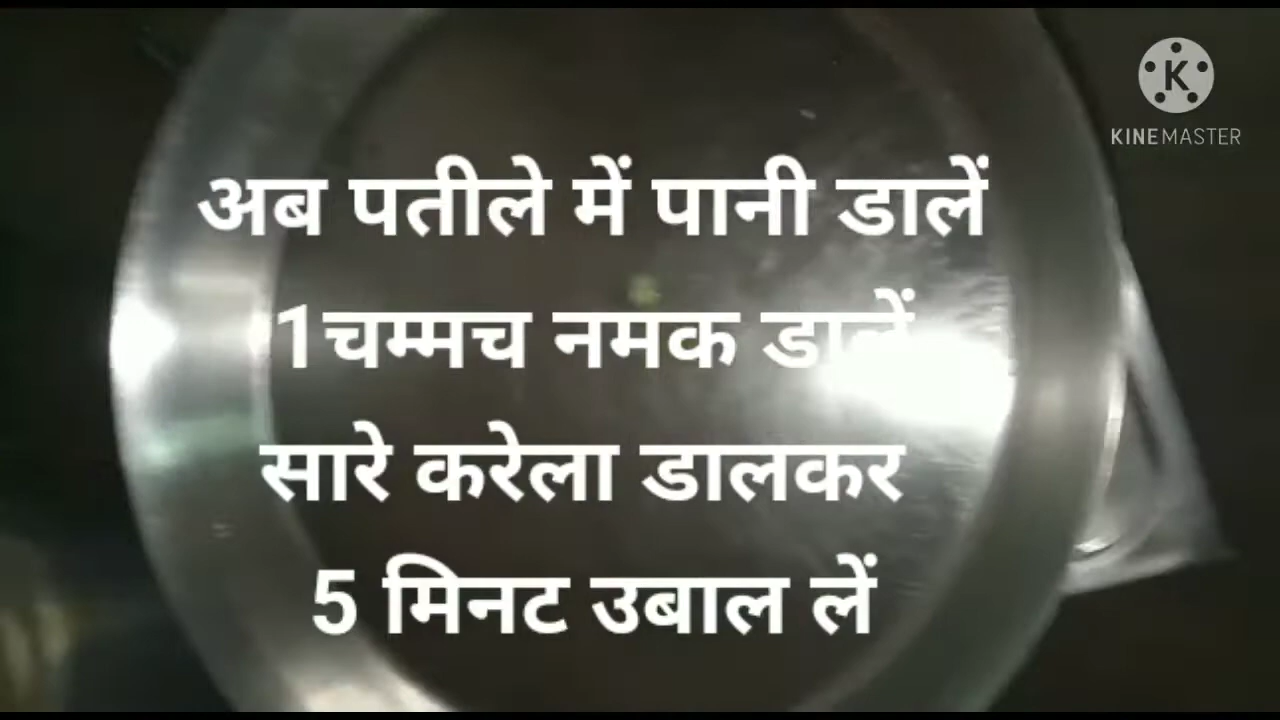 KINEMASTER
अब पतीले में पानी डालें
1चम्मच नमक डालें
सारे करेला डालकर
5 मिनट उबाल लें